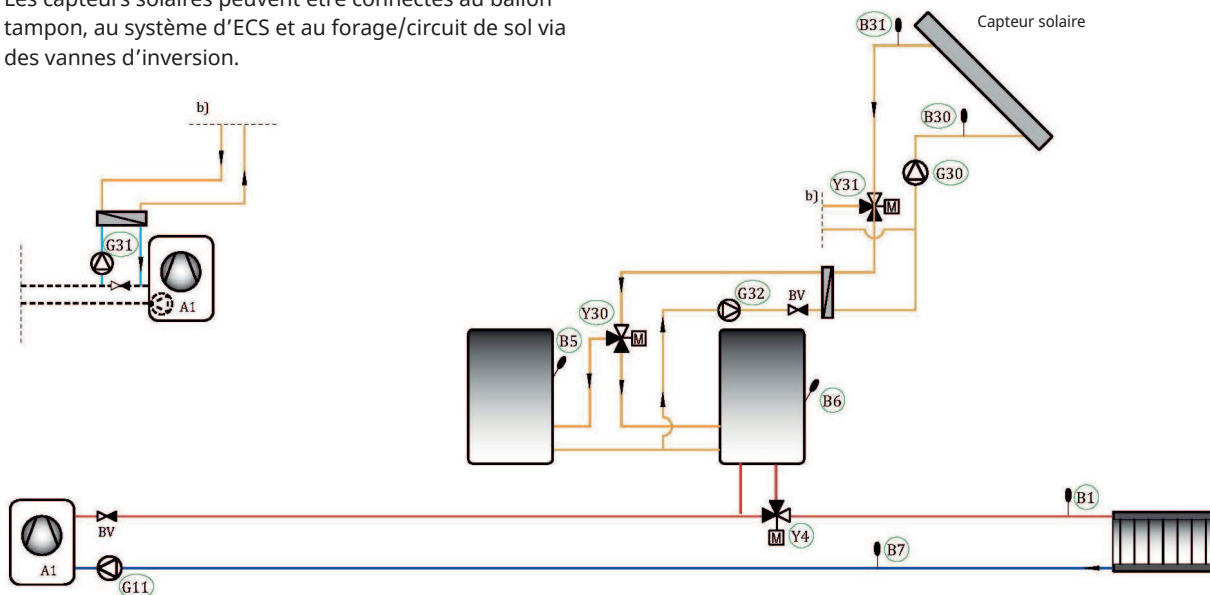 Les capteurs solaires peuvent être connectés au ballon
tampon, au système d'ECS et au forage/circuit de sol via
des vannes d'inversion.
B31
Capteur solaire
b)
B30
G30
Y31
M
b)
G31
A1
G32
BV
Y30
M
B5
B6
B1
BV
M
Y4
B7
A1
G11